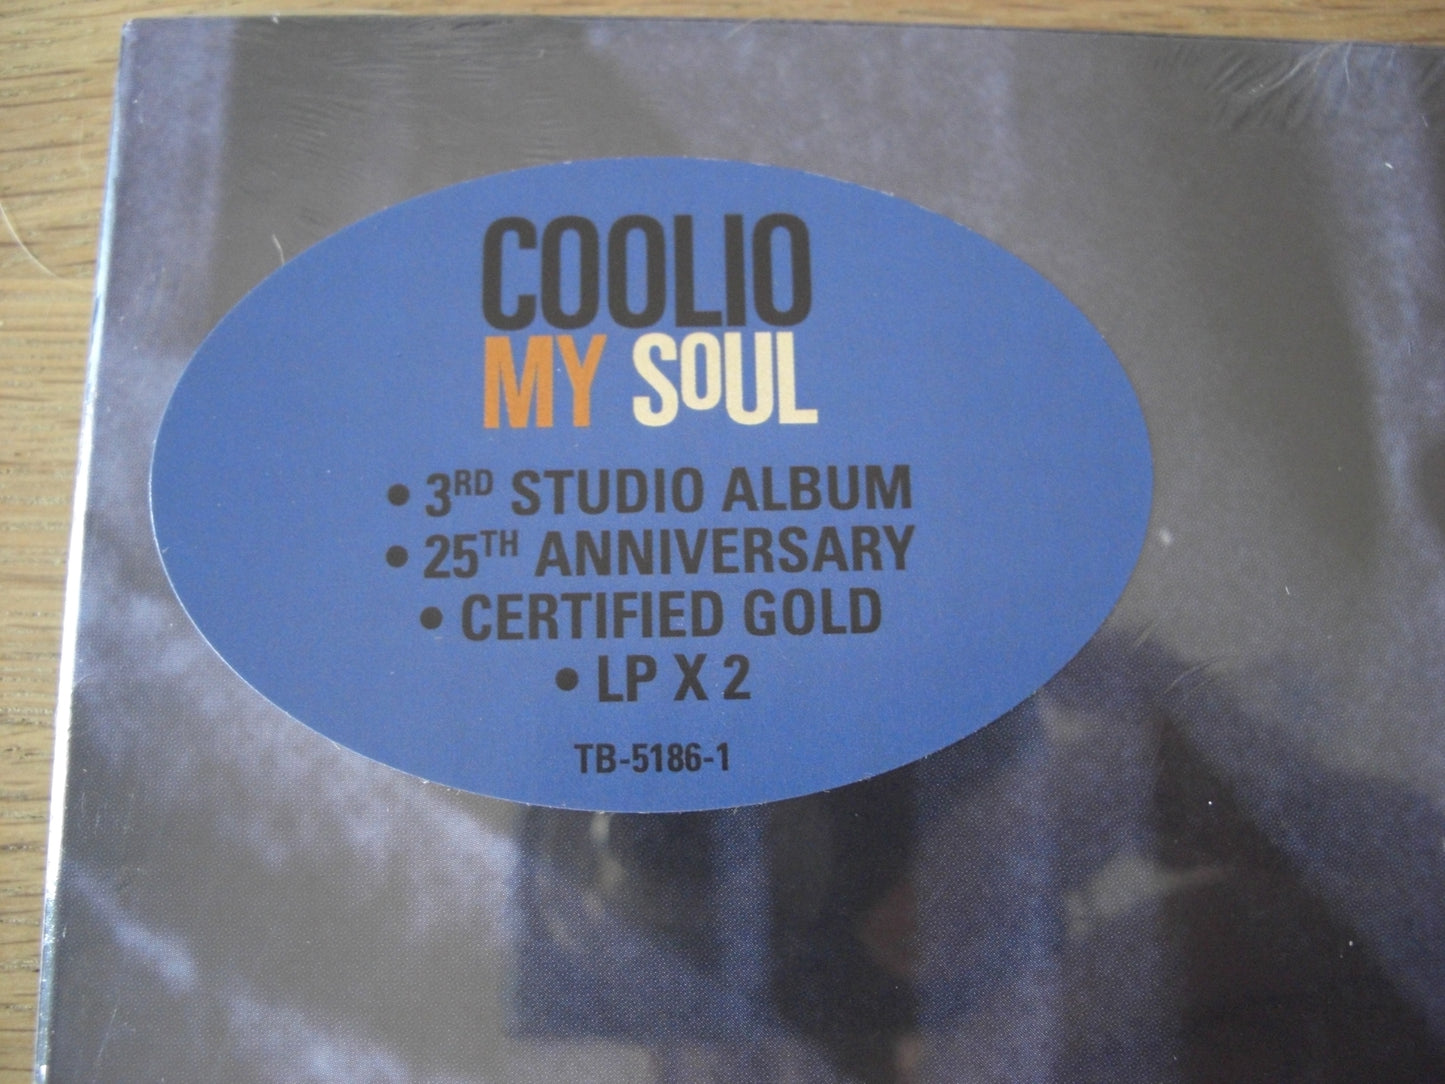 COOLIO
MY SOUL
• 3RD STUDIO ALBUM
• 25TH ANNIVERSARY
• CERTIFIED GOLD
• LP X 2
TB-5186-1